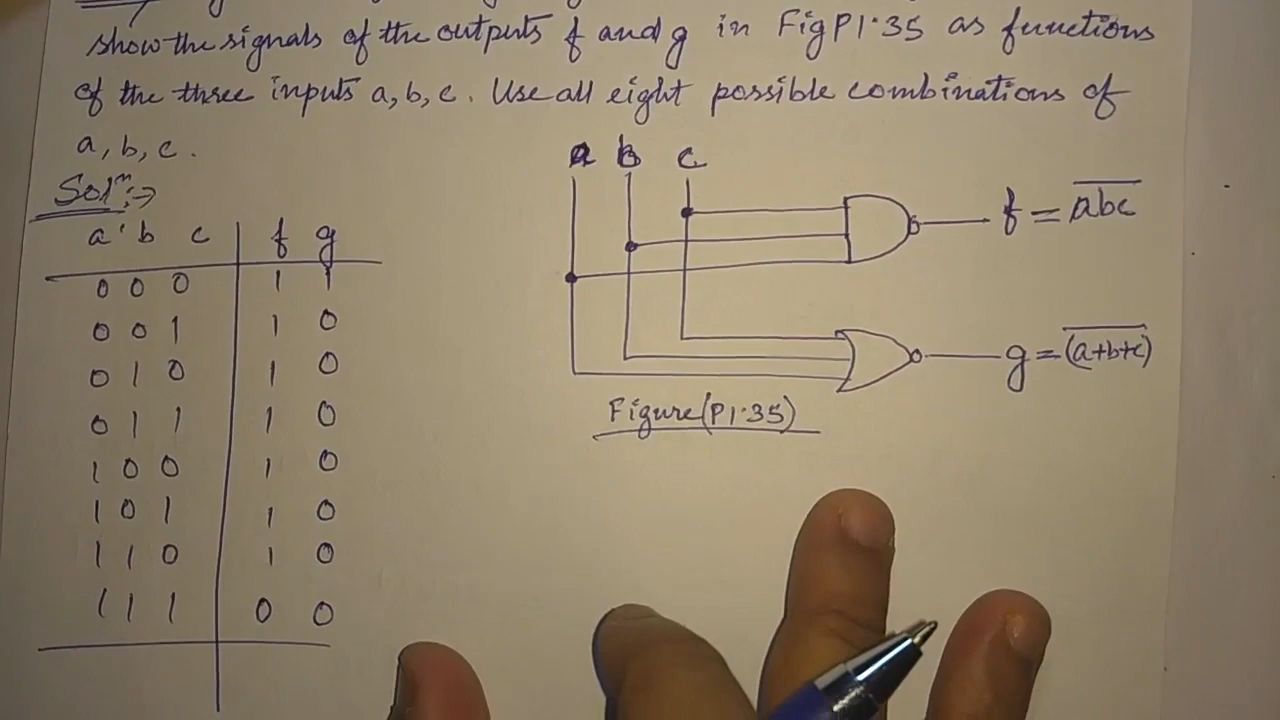 show the signals of the outputs f and g in Fig P1.35 as functions
of the three inputs a, b, c. Use all eight possible combinations of
a, b, c.
Solⁿ:→
a b c f g
0 0 0 1 1
0 0 1 1 0
0 1 0 1 0
0 1 1 1 0
1 0 0 1 0
1 0 1 1 0
1 1 0 1 0
1 1 1 0 0
a b c
f = \overline{abc}
g = \overline{(a+b+c)}
Figure(P1.35)